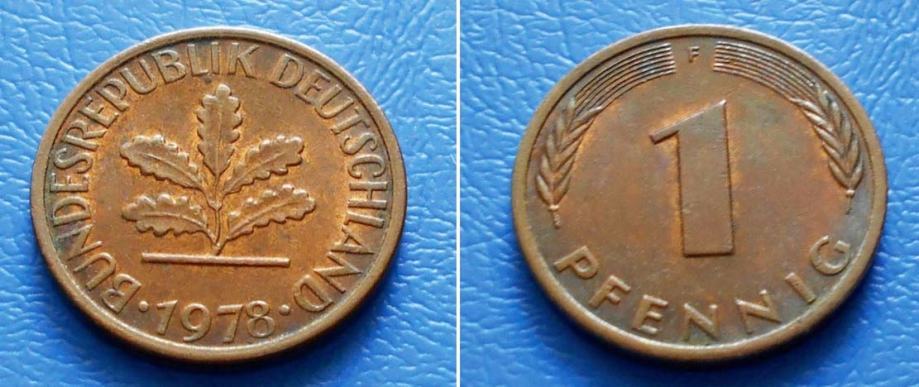 BUNDESREPUBLIK DEUTSCHLAND
·1978·
F
1
PFENNIG